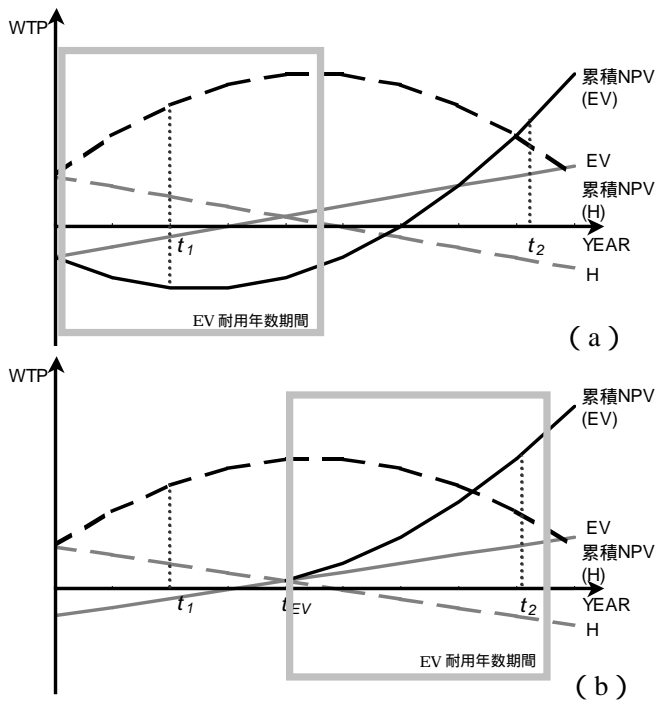 WTP
累積NPV
(EV)
EV
累積NPV
(H)
t1
t2
YEAR
H
EV 耐用年数期間
( a )
WTP
累積NPV
(EV)
EV
累積NPV
(H)
t1
tEV
t2
YEAR
H
EV 耐用年数期間
( b )